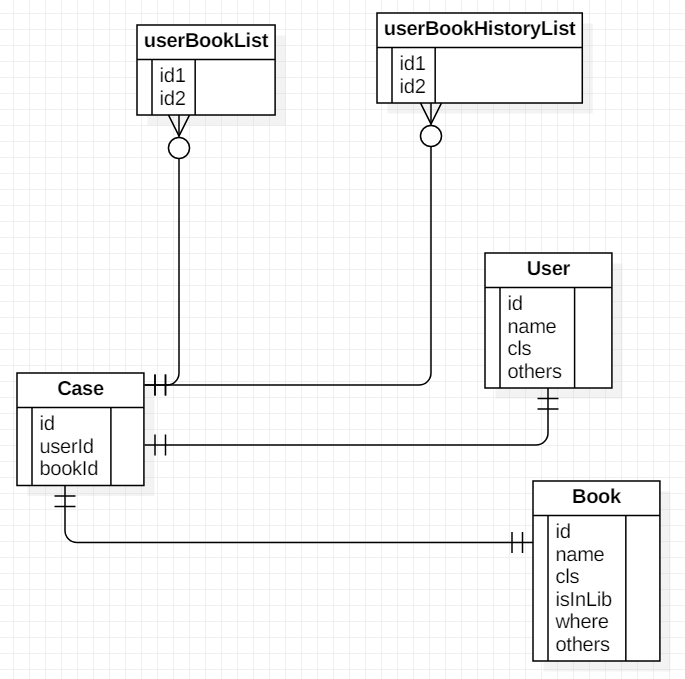 userBookList
id1
id2
userBookHistoryList
id1
id2
User
id
name
cls
others
Case
id
userId
bookId
Book
id
name
cls
isInLib
where
others